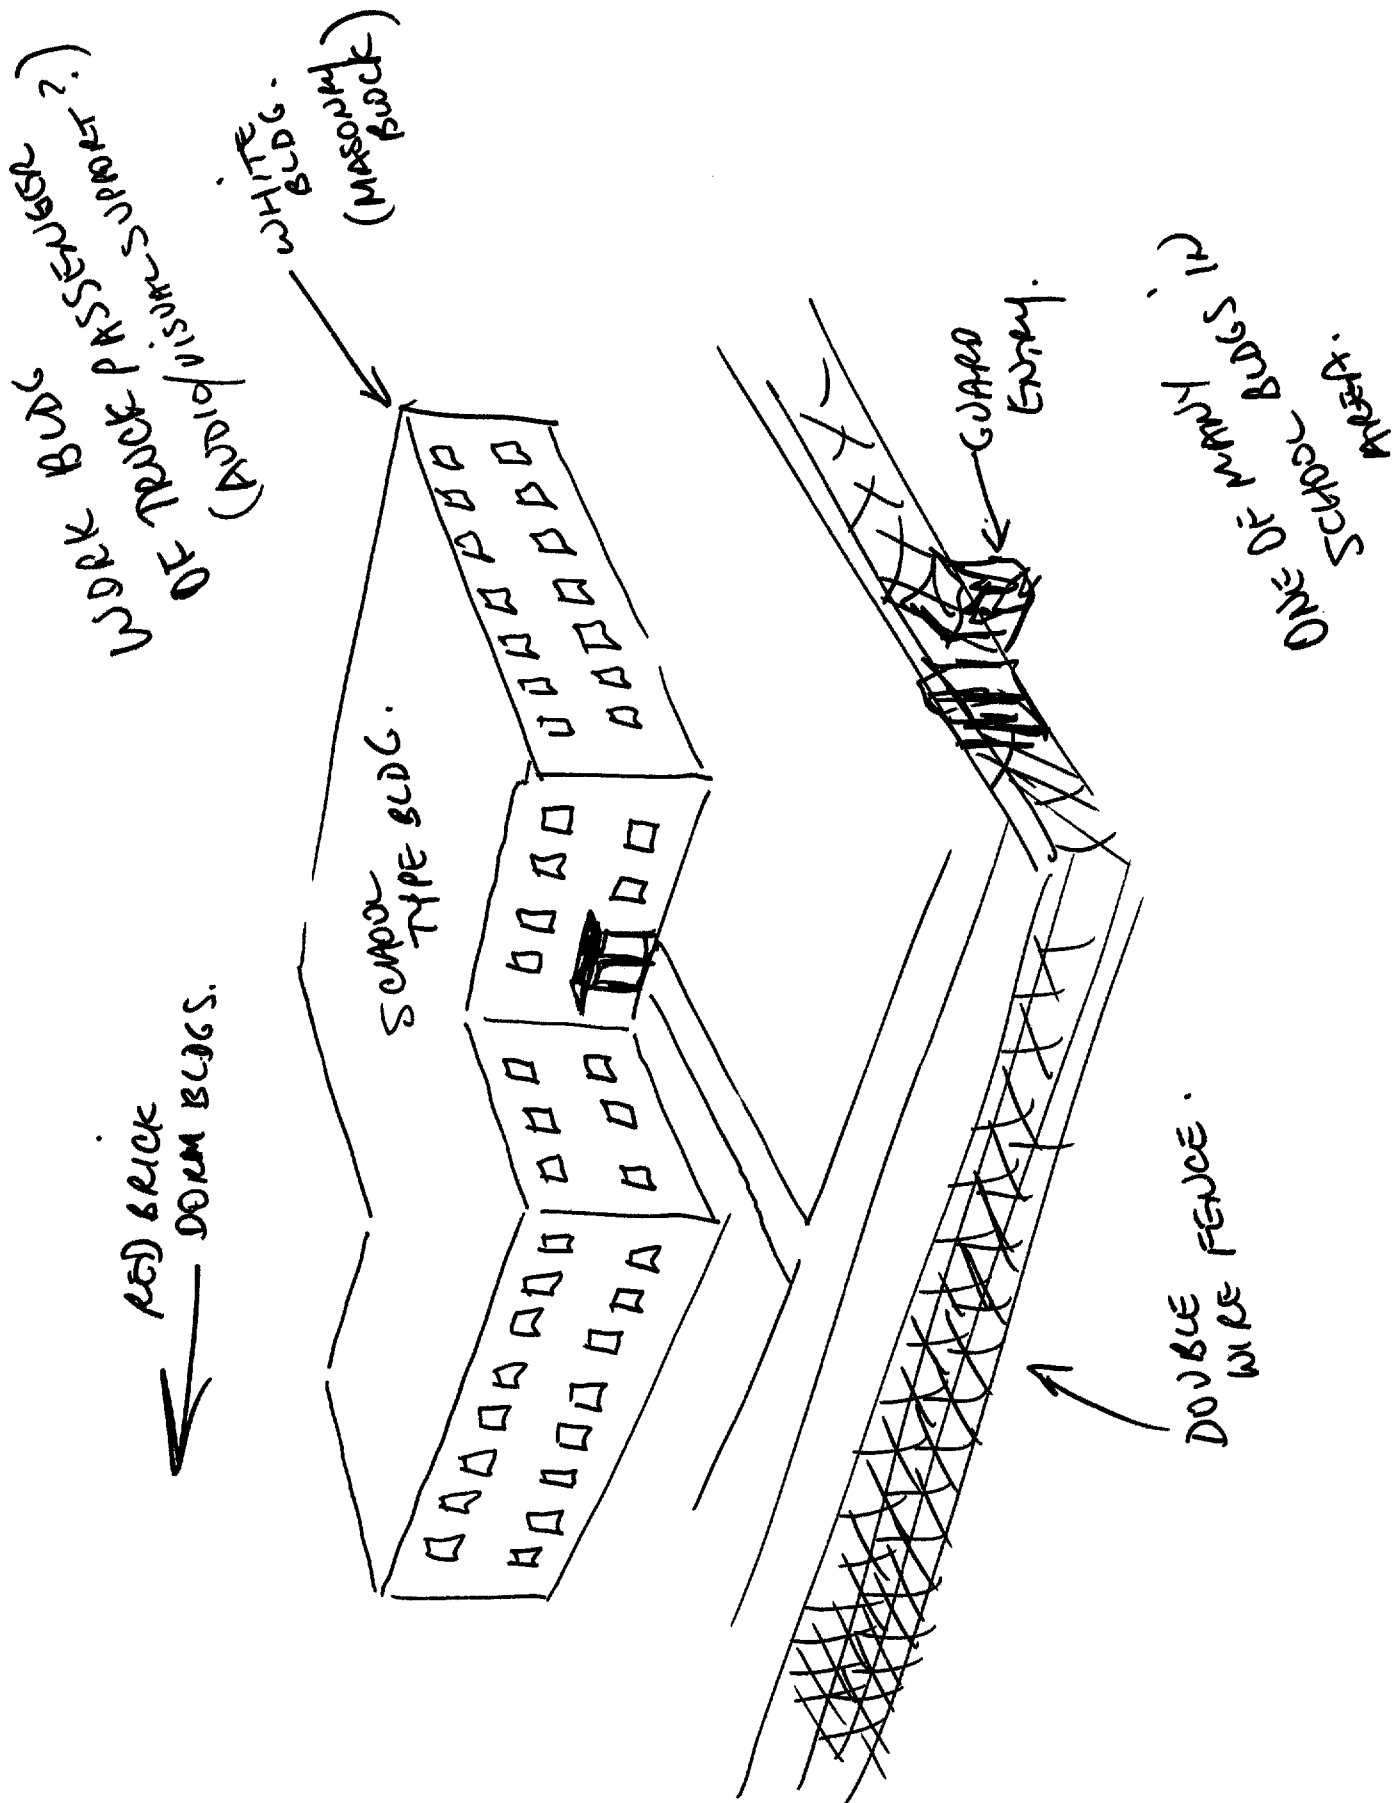 WORK BLDG
OF TRUCK PASSENGER
(AUDIO/VISUAL SUPPORT?.)
WHITE
BLDG.
(MASONRY
BLOCK)
RED BRICK
DORM BLDGS.
SCHOOL
TYPE BLDG.
GUARD
ENTRY.
DOUBLE
WIRE FENCE.
ONE OF MANY
SCHOOL BLDGS IN
AREA.